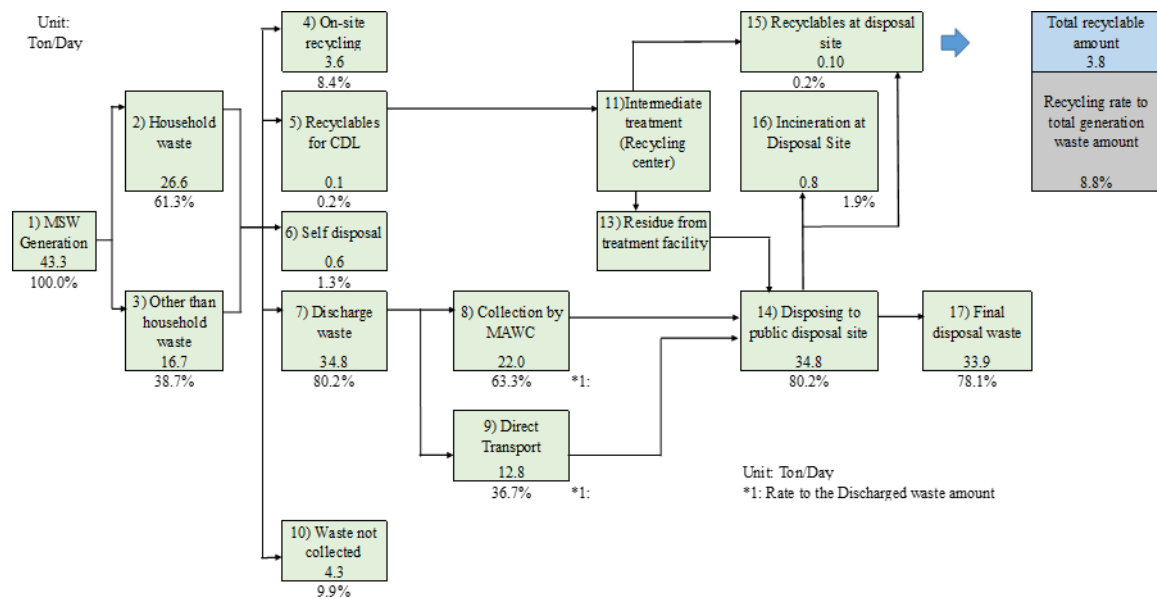 Unit:
Ton/Day
4) On-site
recycling
3.6
8.4%
15) Recyclables at disposal
site
0.10
0.2%
Total recyclable
amount
3.8
Recycling rate to
total generation
waste amount
8.8%
2) Household
waste
26.6
61.3%
5) Recyclables
for CDL
0.1
0.2%
11)Intermediate
treatment
(Recycling
center)
16) Incineration at
Disposal Site
0.8
1.9%
1) MSW
Generation
43.3
100.0%
6) Self disposal
0.6
1.3%
13) Residue from
treatment facility
3) Other than
household
waste
16.7
38.7%
7) Discharge
waste
34.8
80.2%
8) Collection by
MAWC
22.0
63.3% *1:
14) Disposing to
public disposal site
34.8
80.2%
17) Final
disposal waste
33.9
78.1%
9) Direct
Transport
12.8
36.7% *1:
Unit: Ton/Day
*1: Rate to the Discharged waste amount
10) Waste not
collected
4.3
9.9%